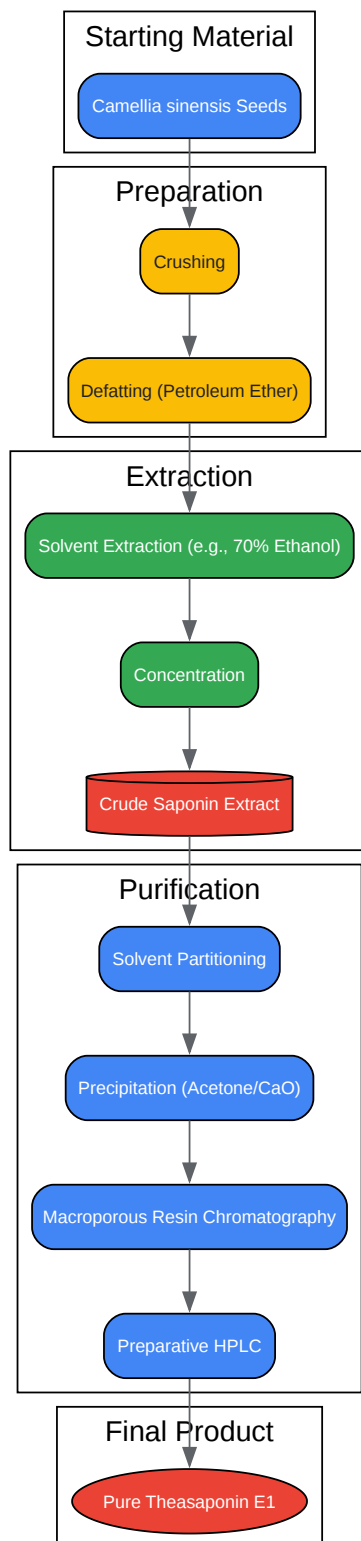 Starting Material
Camellia sinensis Seeds
Preparation
Crushing
Defatting (Petroleum Ether)
Extraction
Solvent Extraction (e.g., 70% Ethanol)
Concentration
Crude Saponin Extract
Purification
Solvent Partitioning
Precipitation (Acetone/CaO)
Macroporous Resin Chromatography
Preparative HPLC
Final Product
Pure Theasaponin E1